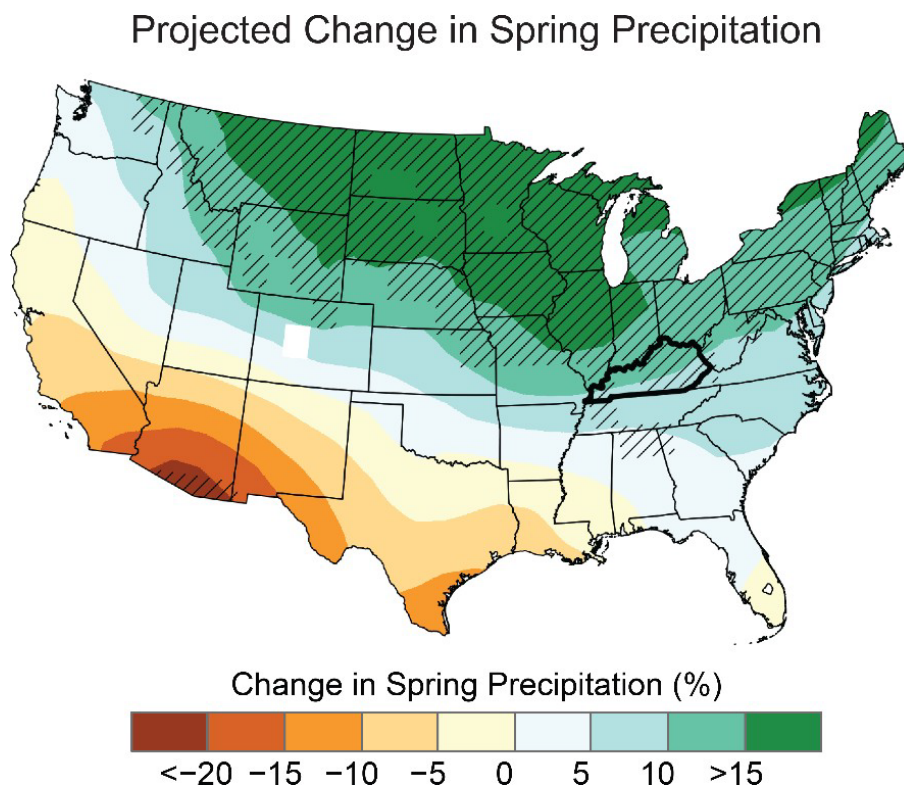 Projected Change in Spring Precipitation
Change in Spring Precipitation (%)
<−20 −15 −10 −5 0 5 10 >15